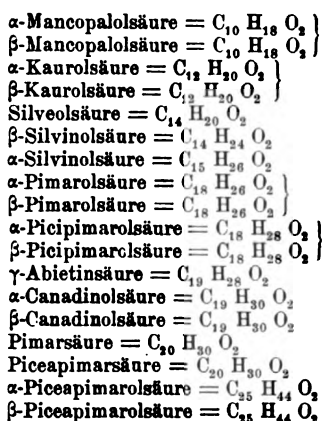 α-Mancopalolsäure = C₁₀ H₁₈ O₂
β-Mancopalolsäure = C₁₀ H₁₈ O₂
α-Kaurolsäure = C₁₂ H₂₀ O₂
β-Kaurolsäure = C₁₂ H₂₀ O₂
Silveolsäure = C₁₄ H₂₀ O₂
β-Silvinolsäure = C₁₄ H₂₄ O₂
α-Silvinolsäure = C₁₅ H₂₆ O₂
α-Pimarolsäure = C₁₈ H₂₆ O₂
β-Pimarolsäure = C₁₈ H₂₆ O₂
α-Picipimarolsäure = C₁₈ H₂₈ O₂
β-Picipimarolsäure = C₁₈ H₂₈ O₂
γ-Abietinsäure = C₁₉ H₂₈ O₂
α-Canadinolsäure = C₁₉ H₃₀ O₂
β-Canadinolsäure = C₁₉ H₃₀ O₂
Pimarsäure = C₂₀ H₃₀ O₂
Piceapimarsäure = C₂₀ H₃₀ O₂
α-Piceapimarolsäure = C₂₅ H₄₄ O₂
β-Piceapimarolsäure = C₂₅ H₄₄ O₂